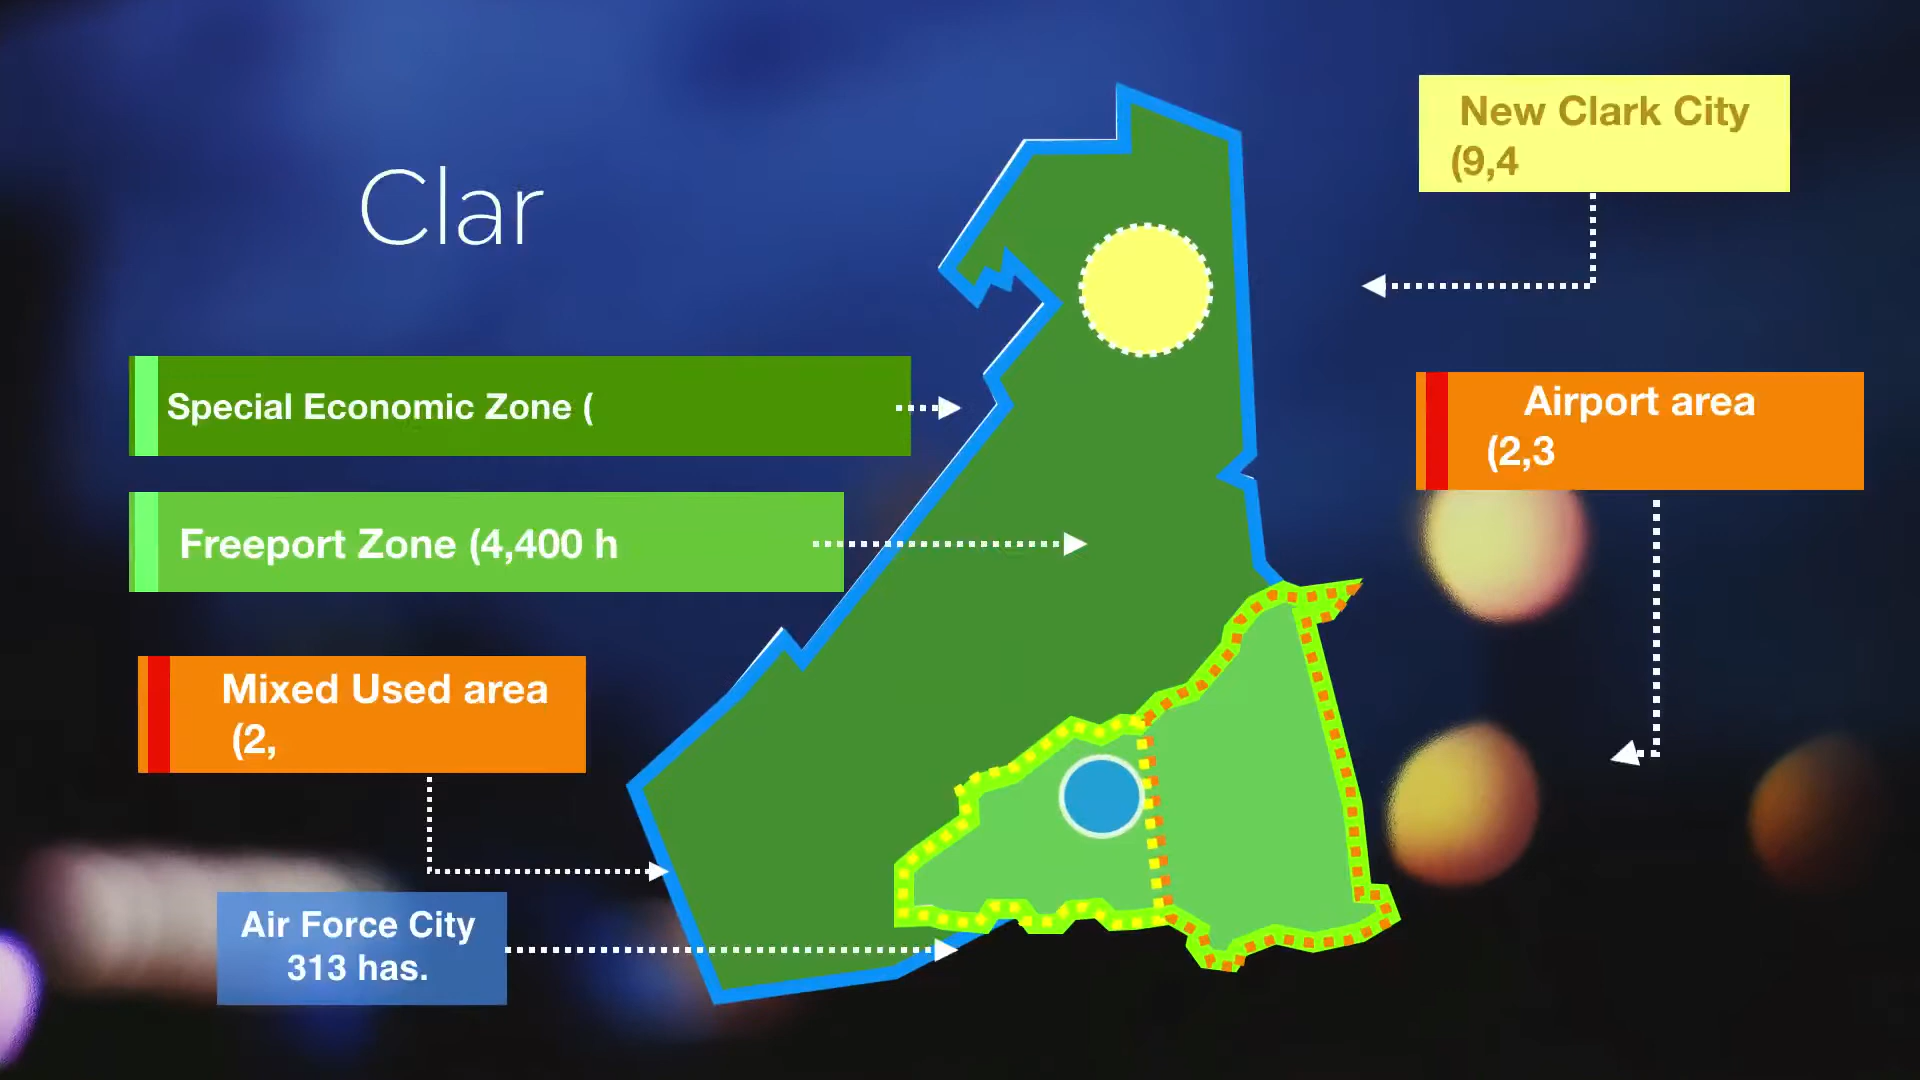 Clar
New Clark City
(9,4
Special Economic Zone (
Airport area
(2,3
Freeport Zone (4,400 h
Mixed Used area
(2,
Air Force City
313 has.